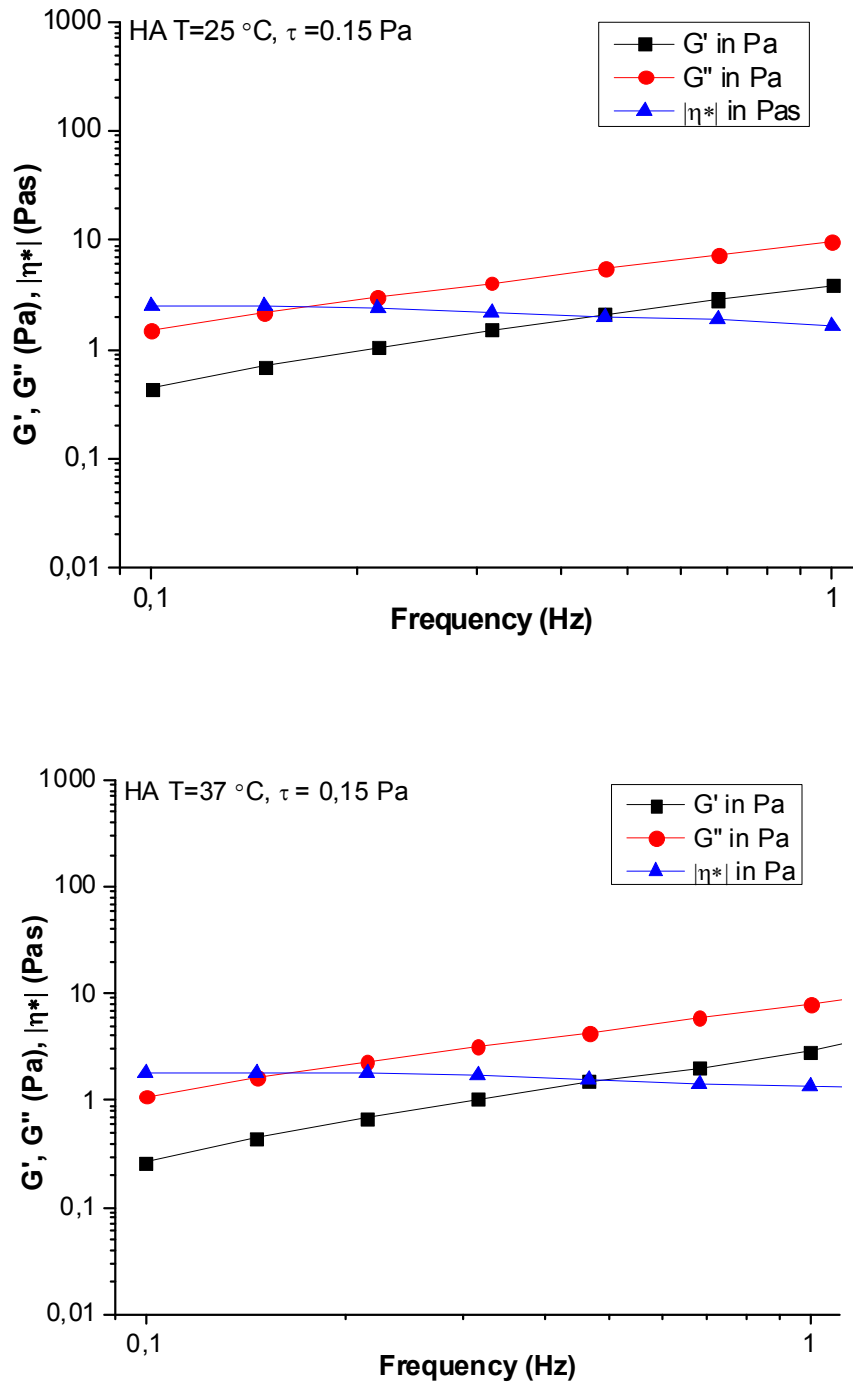 HA T=25 °C, τ =0.15 Pa
G' in Pa
G" in Pa
|η*| in Pas
1000
100
10
1
0,1
0,01
G', G" (Pa), |η*| (Pas)
0,1
1
Frequency (Hz)
HA T=37 °C, τ = 0,15 Pa
G' in Pa
G" in Pa
|η*| in Pa
1000
100
10
1
0,1
0,01
G', G" (Pa), |η*| (Pas)
0,1
1
Frequency (Hz)